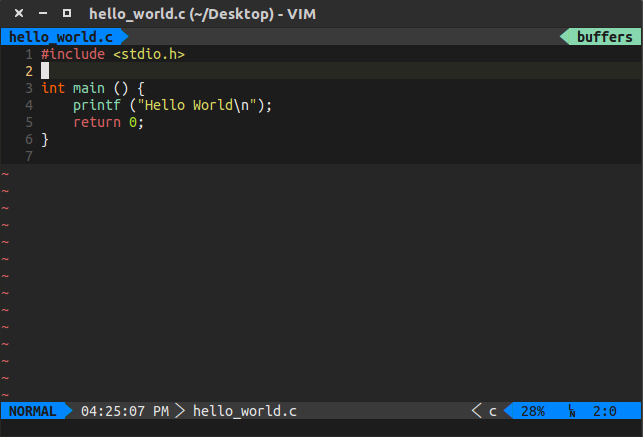 hello_world.c (~/Desktop) - VIM
hello_world.c buffers
1 #include <stdio.h>
2
3 int main () {
4     printf ("Hello World\n");
5     return 0;
6 }
7
~
~
~
~
~
~
~
~
~
~
~
~
~
~
NORMAL 04:25:07 PM hello_world.c c 28% LN 2:0